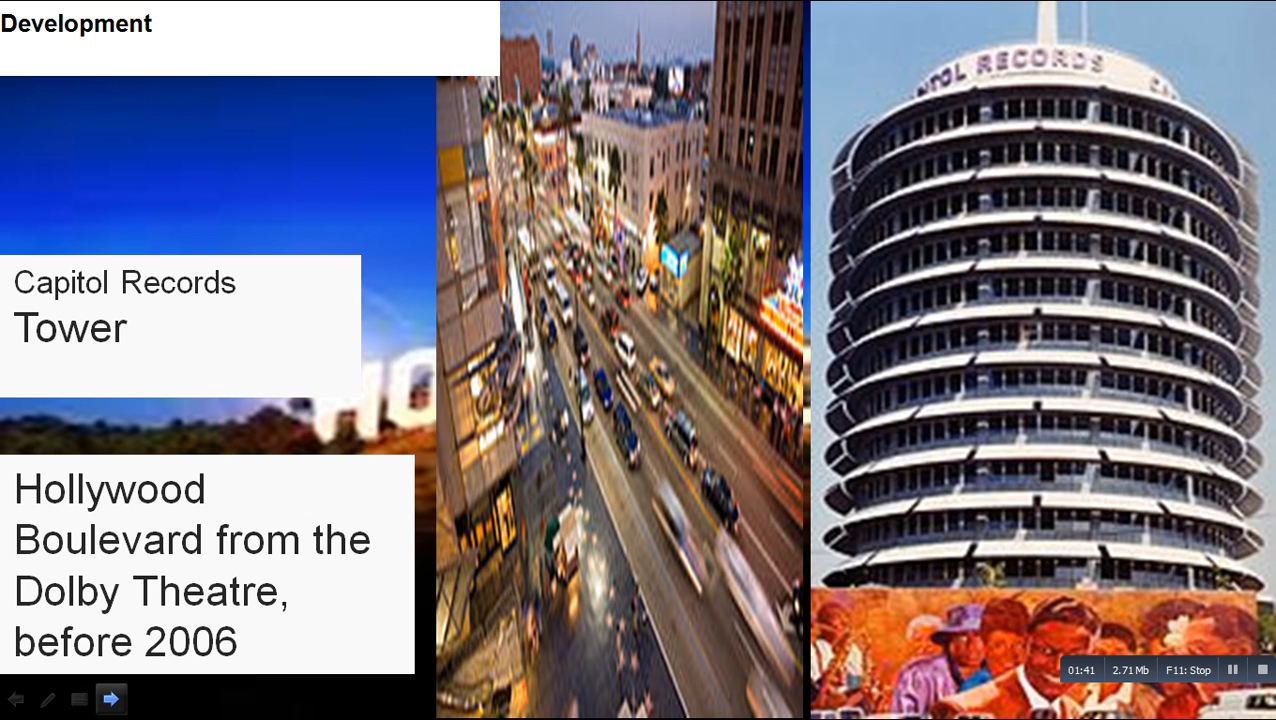 Development
Capitol Records
Tower
Hollywood
Boulevard from the
Dolby Theatre,
before 2006
RECORDS
HO
01:41 2.71 Mb F11: Stop